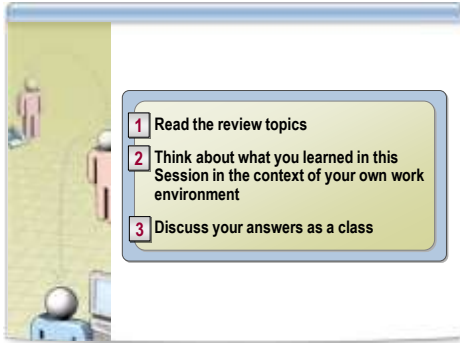 1 Read the review topics
2 Think about what you learned in this
Session in the context of your own work
environment
3 Discuss your answers as a class